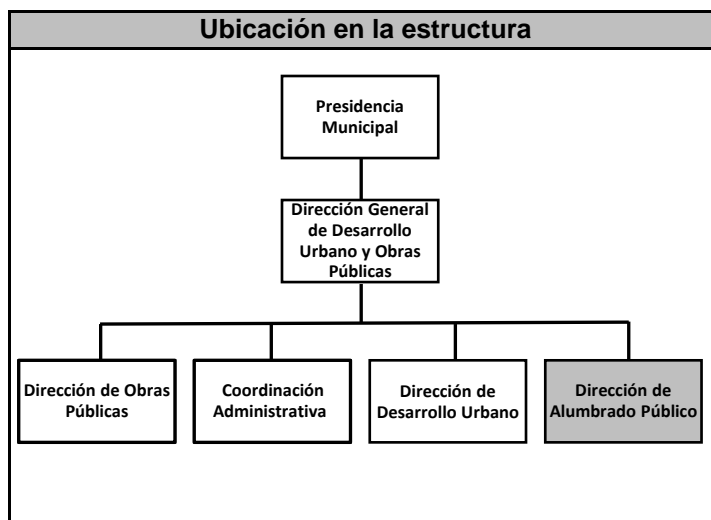 Ubicación en la estructura
Presidencia
Municipal
Dirección General
de Desarrollo
Urbano y Obras
Públicas
Dirección de Obras
Públicas
Coordinación
Administrativa
Dirección de
Desarrollo Urbano
Dirección de
Alumbrado Público